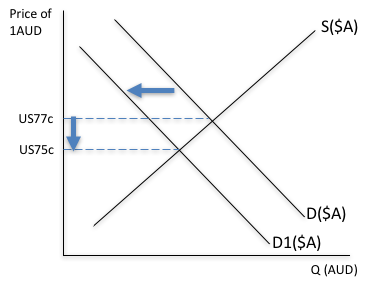 Price of
1AUD
S($A)
US77c
US75c
D($A)
D1($A)
Q (AUD)